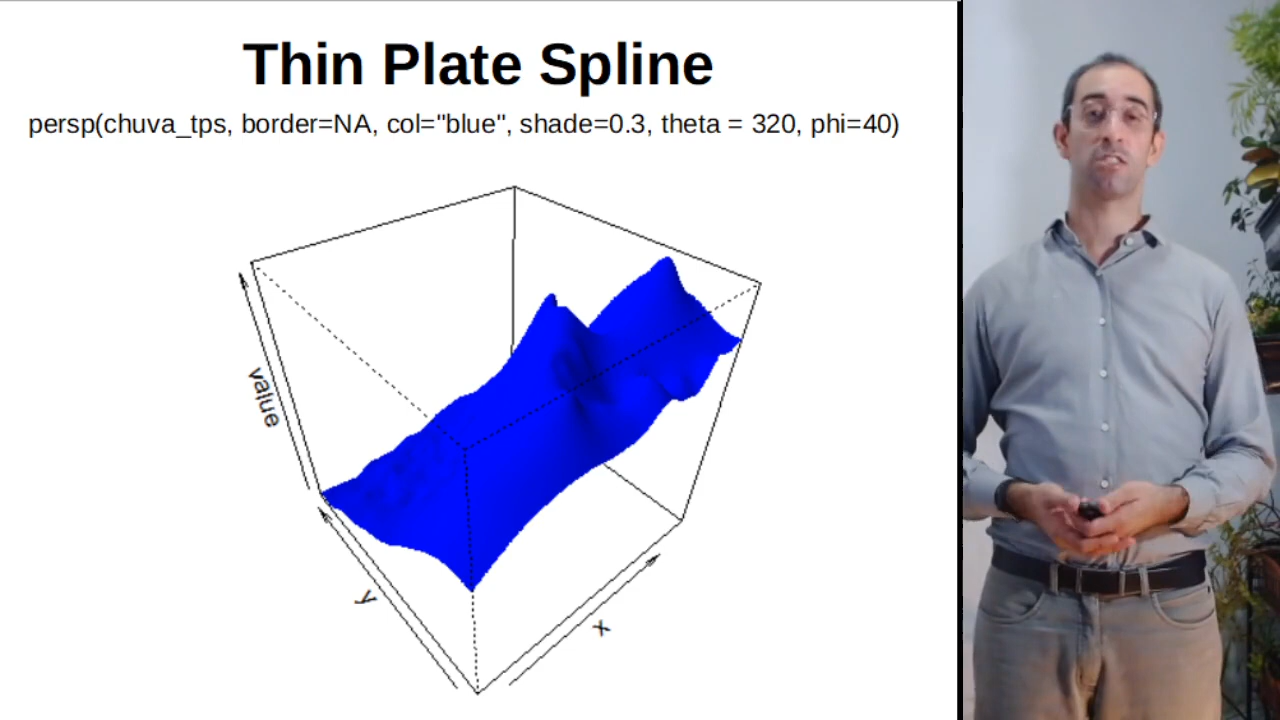 Thin Plate Spline
persp(chuva_tps, border=NA, col="blue", shade=0.3, theta = 320, phi=40)
value
y
x